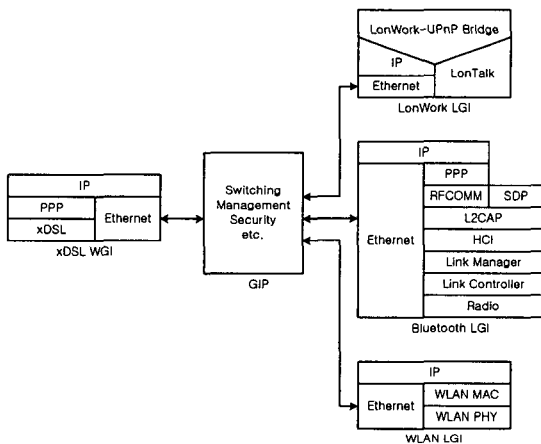 LonWork-UPnP Bridge
IP
LonTalk
Ethernet
LonWork LGI
IP
PPP
Ethernet
xDSL
xDSL WGI
Switching
Management
Security
etc,
GIP
IP
PPP
RFCOMM
SDP
L2CAP
Ethernet
HCI
Link Manager
Link Controller
Radio
Bluetooth LGI
IP
Ethernet
WLAN MAC
WLAN PHY
WLAN LGI